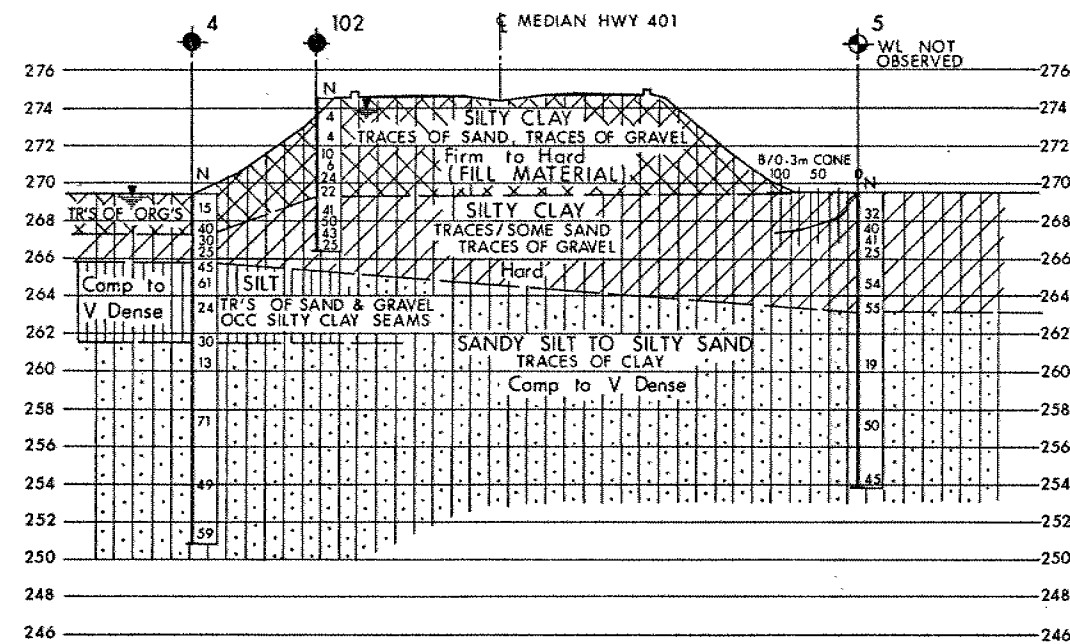 4
102
℄ MEDIAN HWY 401
5
WL NOT
OBSERVED
276
276
274
274
272
272
270
270
268
268
266
266
264
264
262
262
260
260
258
258
256
256
254
254
252
252
250
250
248
248
246
246
N
15
40
30
25
45
61
24
30
13
71
49
59
N
4
4
10
6
24
22
41
50
43
25
SILTY CLAY
TRACES OF SAND, TRACES OF GRAVEL
Firm to Hard
(FILL MATERIAL)
B/0.3m CONE
100 50 0
N
32
40
41
25
54
55
19
50
45
TR'S OF ORG'S
SILTY CLAY
TRACES/SOME SAND
TRACES OF GRAVEL
Hard
Comp to
V Dense
SILT
TR'S OF SAND & GRAVEL
OCC SILTY CLAY SEAMS
SANDY SILT TO SILTY SAND
TRACES OF CLAY
Comp to V Dense